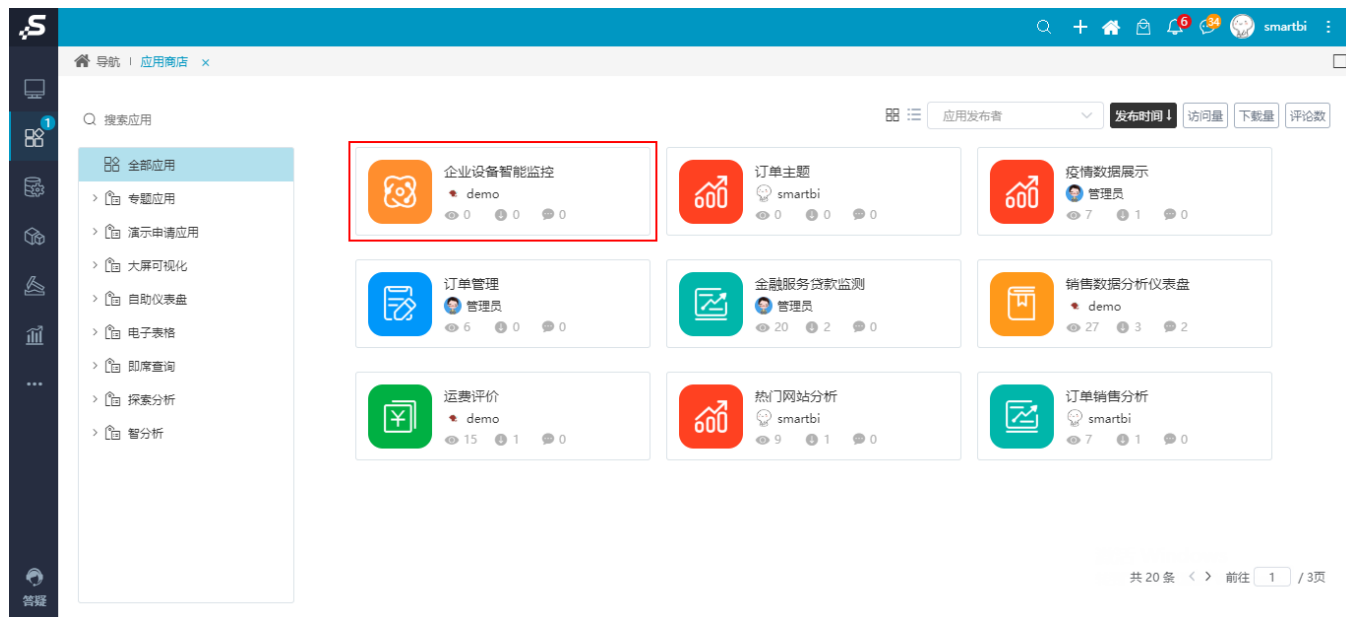 S
6
34
smartbi
导航
应用商店 ×
1
搜索应用
应用发布者
发布时间↓
访问量
下载量
评论数
全部应用
专题应用
演示申请应用
大屏可视化
自助仪表盘
电子表格
即席查询
探索分析
智分析
企业设备智能监控
demo
0 0 0
订单主题
smartbi
0 0 0
疫情数据展示
管理员
7 1 0
订单管理
管理员
6 0 0
金融服务贷款监测
管理员
20 2 0
销售数据分析仪表盘
demo
27 3 2
运费评价
demo
15 1 0
热门网站分析
smartbi
9 1 0
订单销售分析
smartbi
7 1 0
共 20 条 < > 前往 1 / 3页
答疑